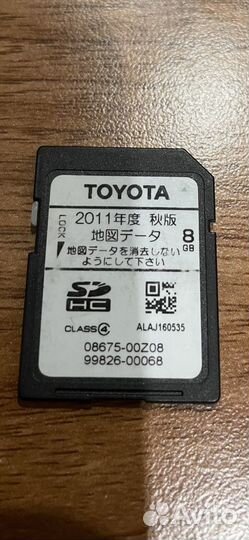 TOYOTA
2011年度 秋版
地図データ
8
GB
LOCK
地図データを消去しない
ようにして下さい
SD
HC
CLASS④
ALAJ160535
08675-00Z08
99826-00068
Avito